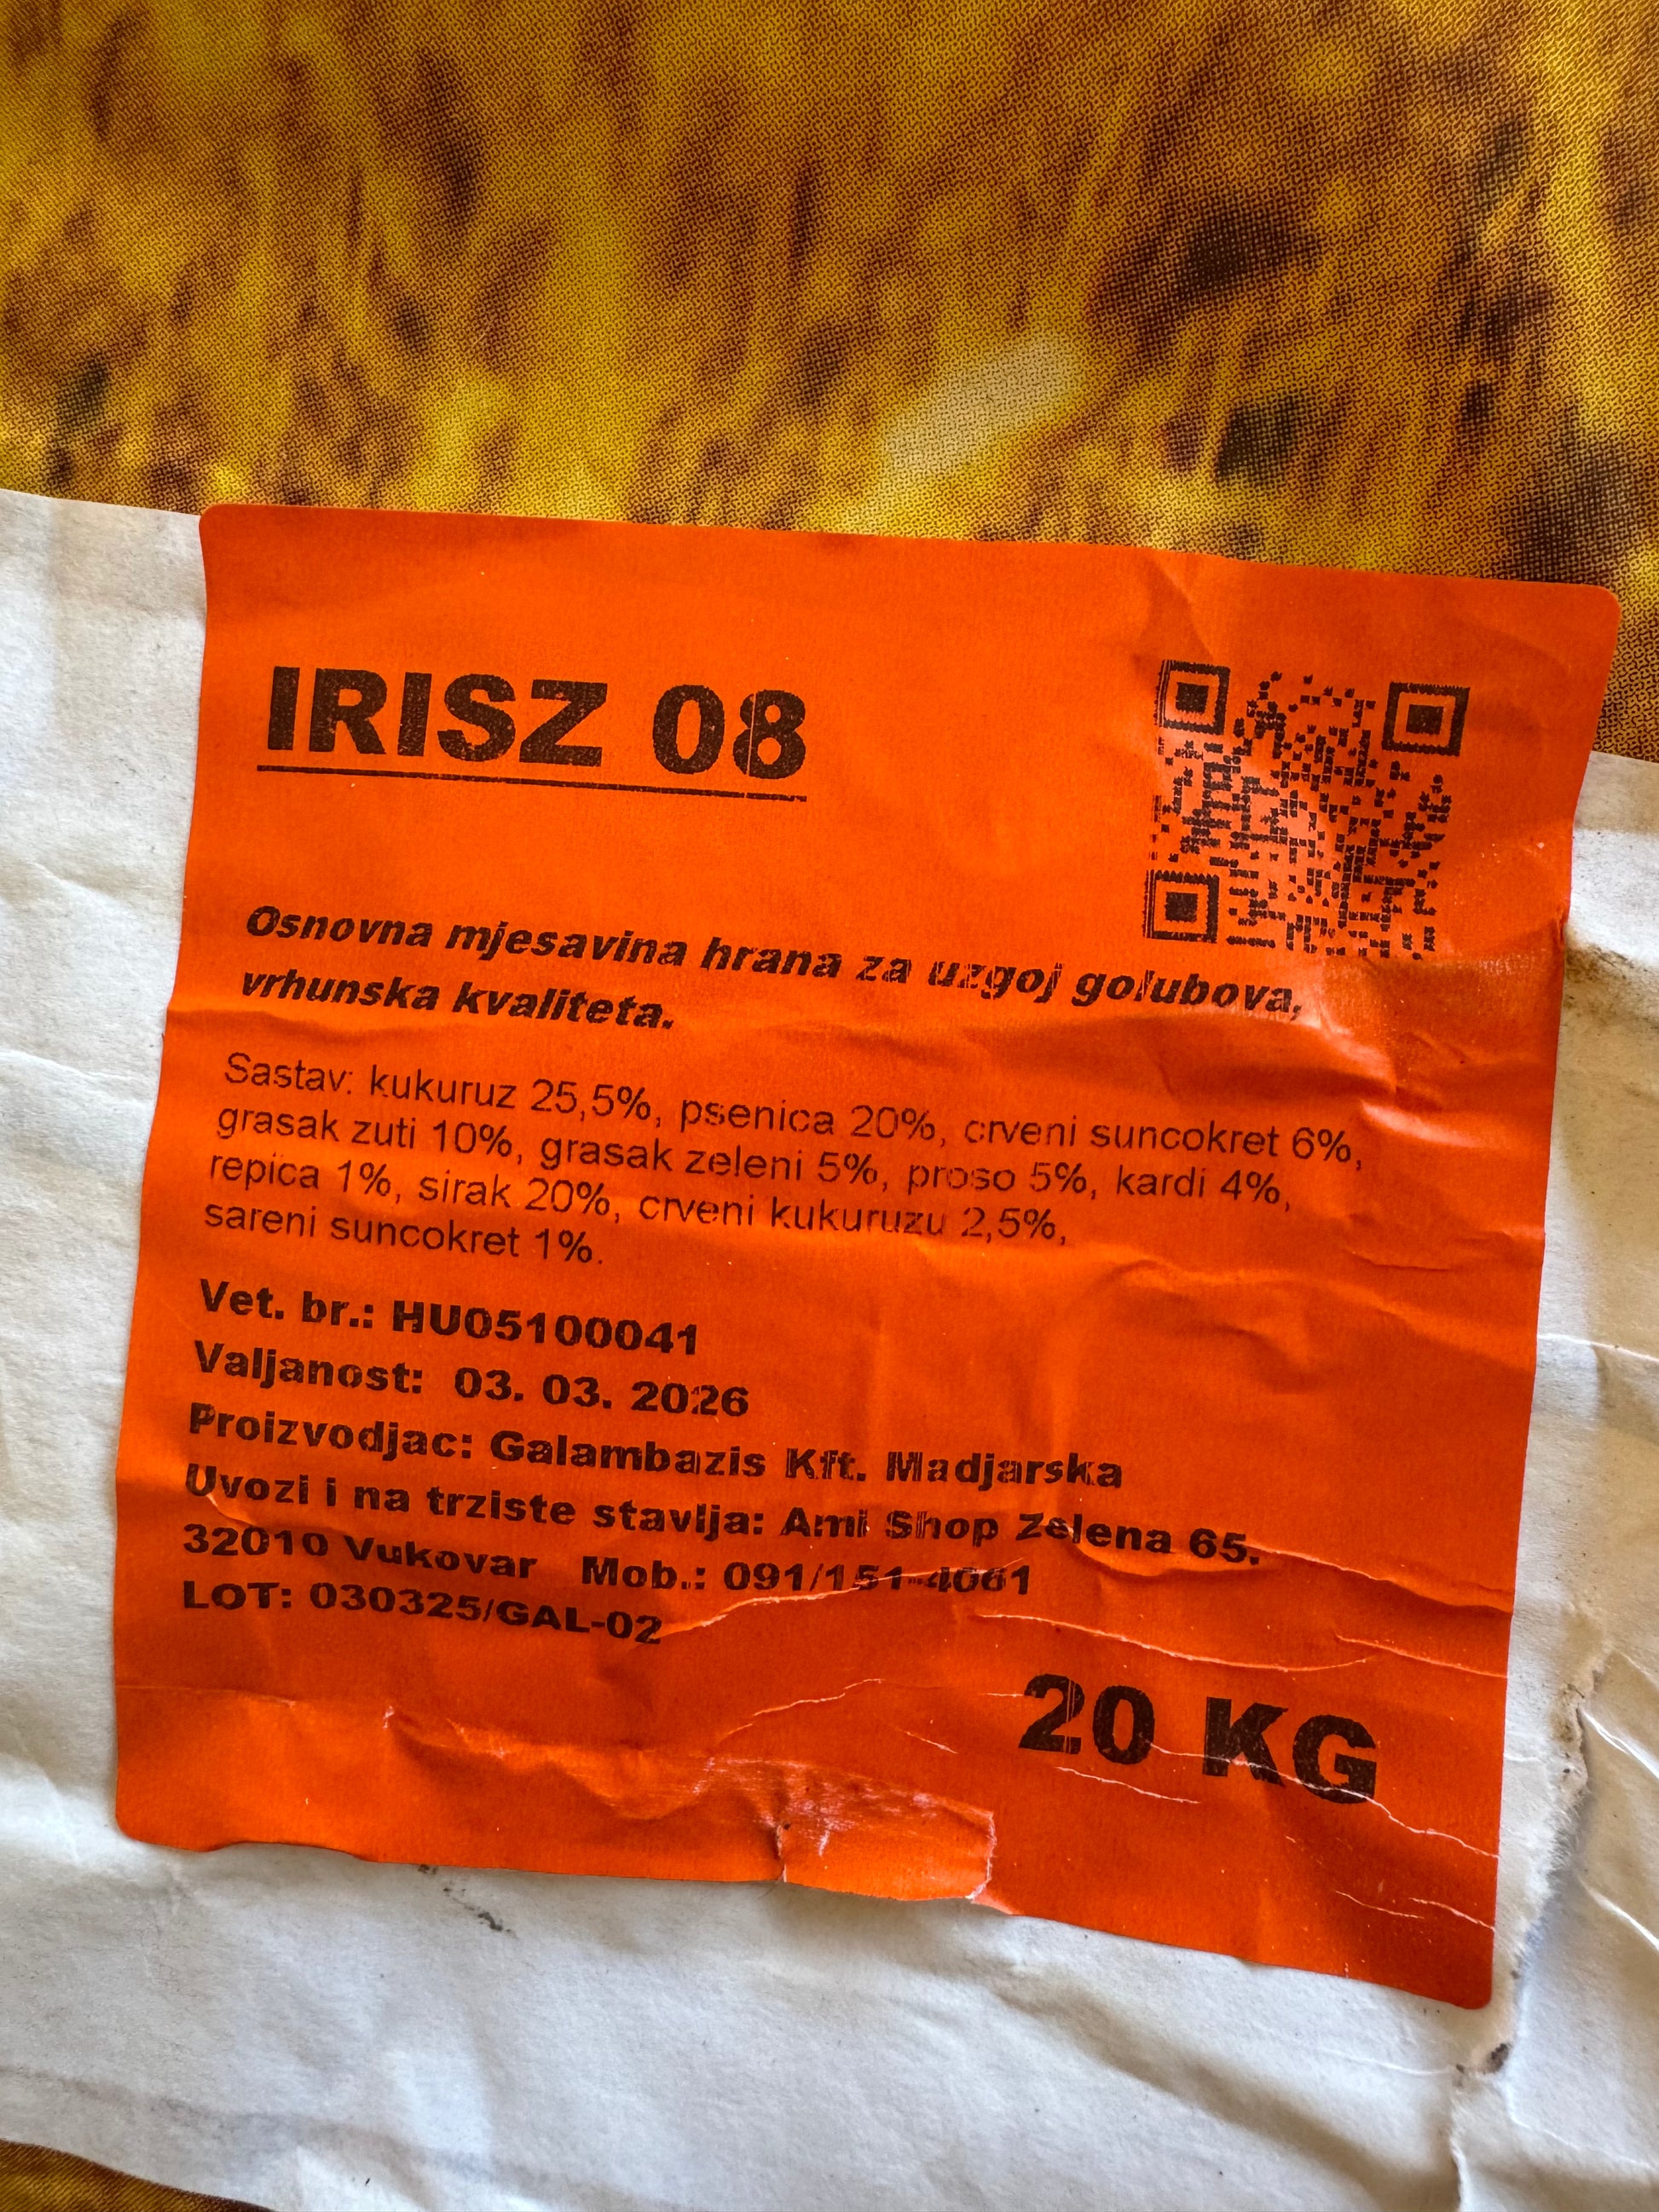 IRISZ 08
Osnovna mjesavina hrana za uzgoj golubova,
vrhunska kvaliteta.
Sastav: kukuruz 25,5%, psenica 20%, crveni suncokret 6%,
grasak zuti 10%, grasak zeleni 5%, proso 5%, kardi 4%,
repica 1%, sirak 20%, crveni kukuruzu 2,5%,
sareni suncokret 1%.
Vet. br.: HU05100041
Valjanost: 03. 03. 2026
Proizvodjac: Galambazis Kft. Madjarska
Uvozi i na trziste stavlja: Ami Shop Zelena 65.
32010 Vukovar Mob.: 091/151-4061
LOT: 030325/GAL-02
20 KG